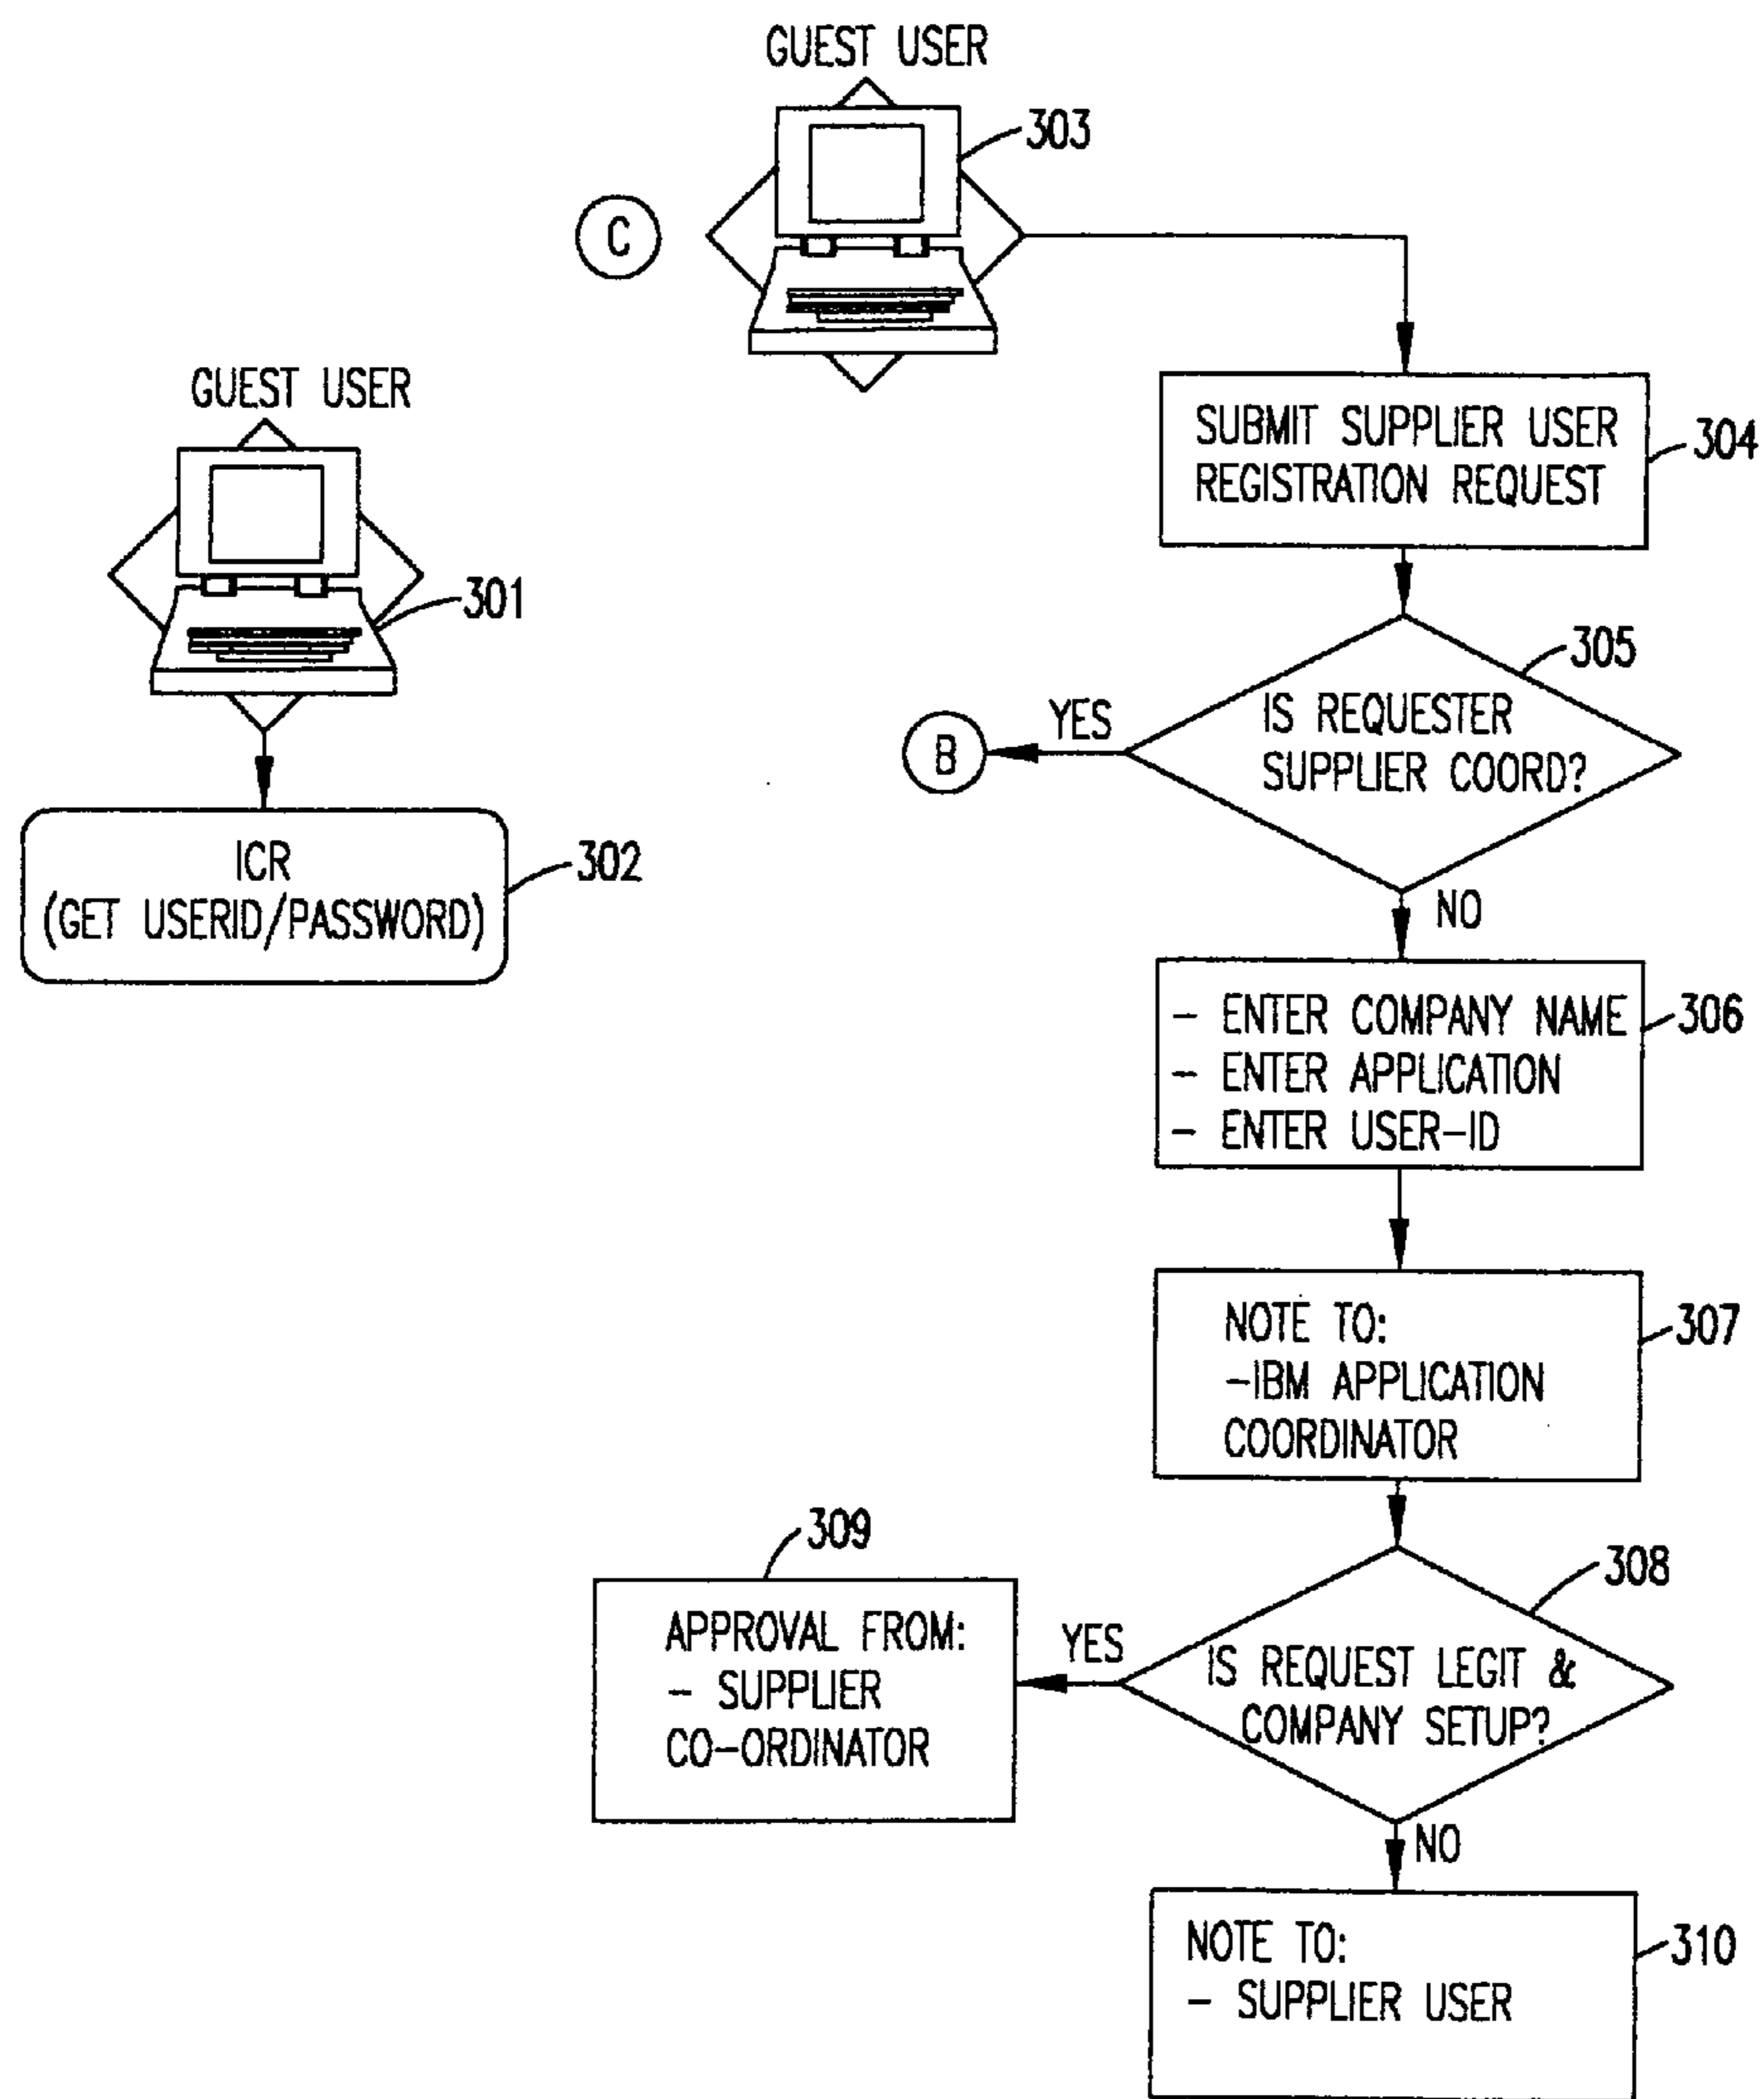 GUEST USER
303
C
GUEST USER
301
ICR
(GET USERID/PASSWORD)
302
SUBMIT SUPPLIER USER
REGISTRATION REQUEST
304
305
IS REQUESTER
SUPPLIER COORD?
YES
B
NO
- ENTER COMPANY NAME
- ENTER APPLICATION
- ENTER USER-ID
306
NOTE TO:
-IBM APPLICATION
COORDINATOR
307
308
IS REQUEST LEGIT &
COMPANY SETUP?
YES
309
APPROVAL FROM:
- SUPPLIER
CO-ORDINATOR
NO
NOTE TO:
- SUPPLIER USER
310